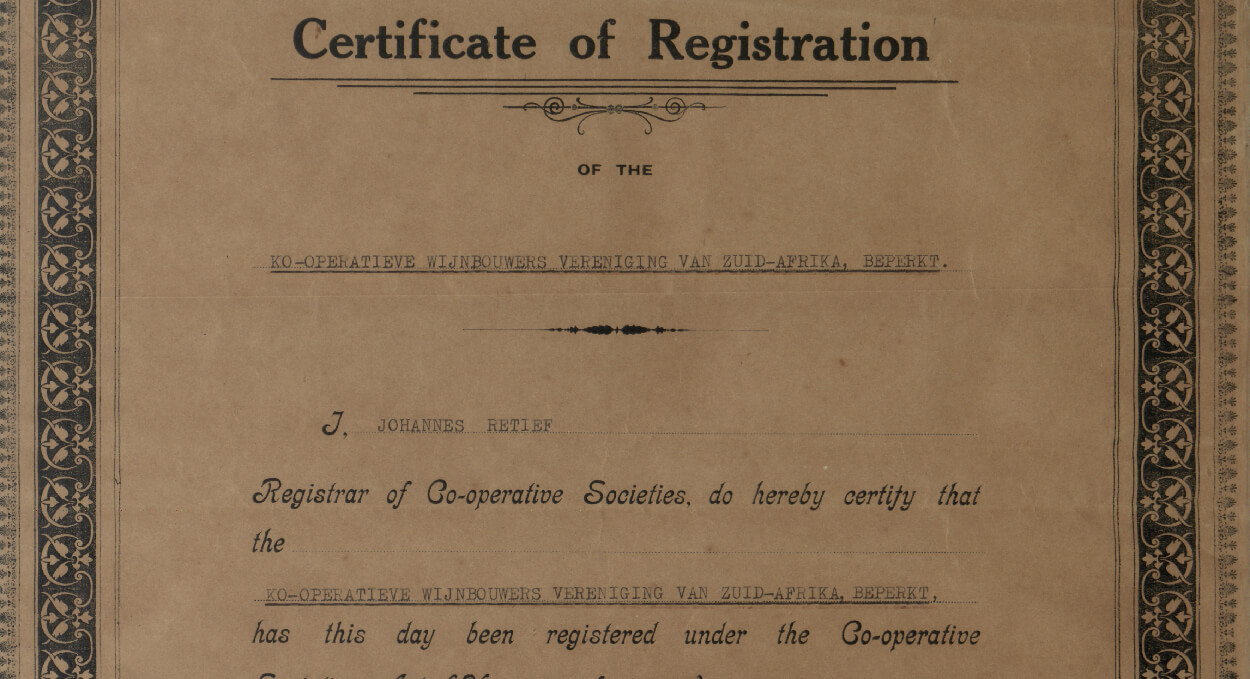 Certificate of Registration
OF THE
KO-OPERATIEVE WIJNBOUWERS VERENIGING VAN ZUID-AFRIKA, BEPERKT.
I, JOHANNES RETIEF
Registrar of Co-operative Societies, do hereby certify that
the
KO-OPERATIEVE WIJNBOUWERS VERENIGING VAN ZUID-AFRIKA, BEPERKT,
has this day been registered under the Co-operative